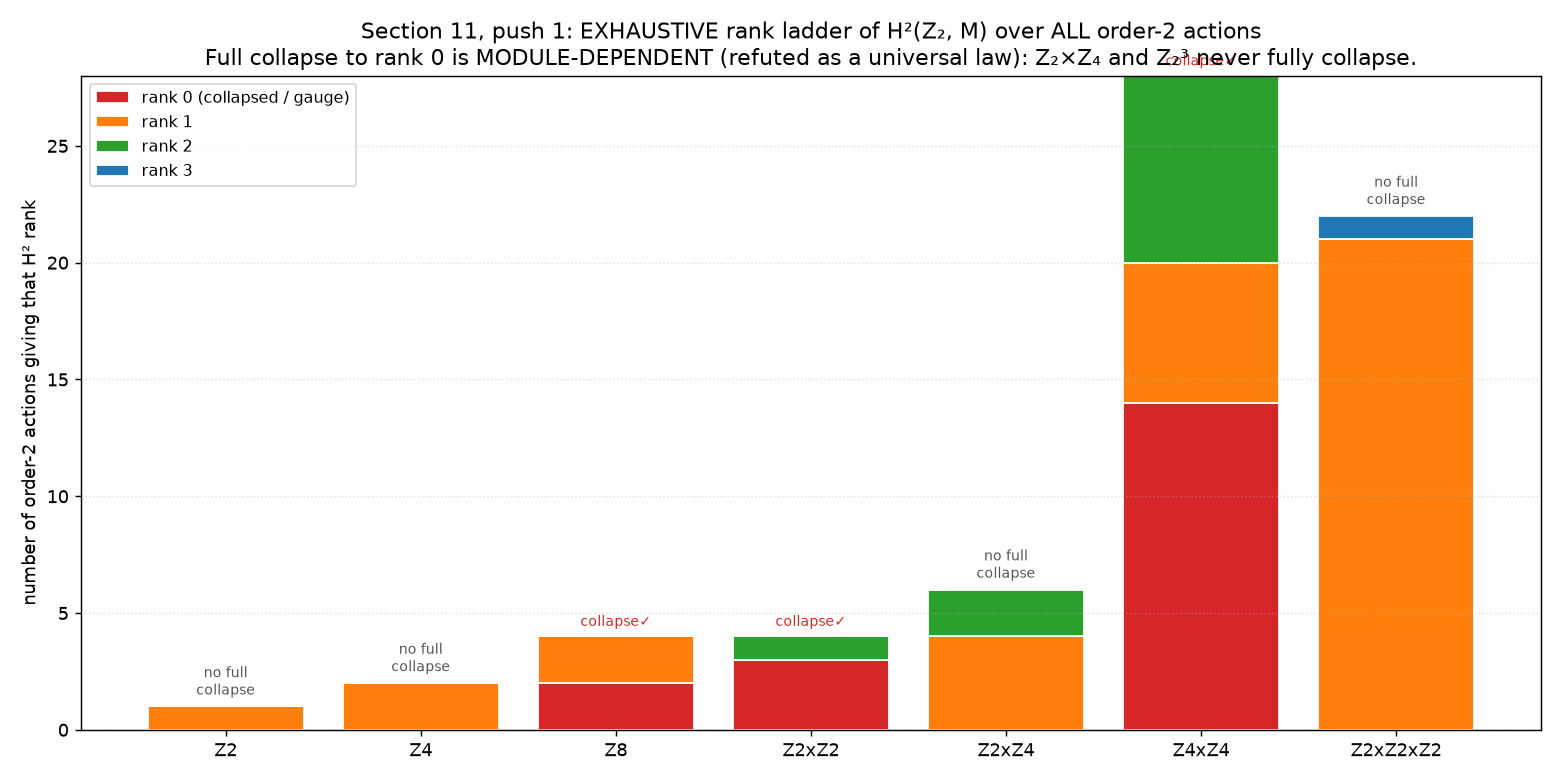 Section 11, push 1: EXHAUSTIVE rank ladder of H²(Z₂, M) over ALL order-2 actions
Full collapse to rank 0 is MODULE-DEPENDENT (refuted as a universal law): Z₂×Z₄ and Z₂³ never fully collapse.
collapse✓
rank 0 (collapsed / gauge)
rank 1
rank 2
rank 3
number of order-2 actions giving that H² rank
25
20
15
10
5
0
no full
collapse
no full
collapse
collapse✓
collapse✓
no full
collapse
no full
collapse
Z2
Z4
Z8
Z2xZ2
Z2xZ4
Z4xZ4
Z2xZ2xZ2